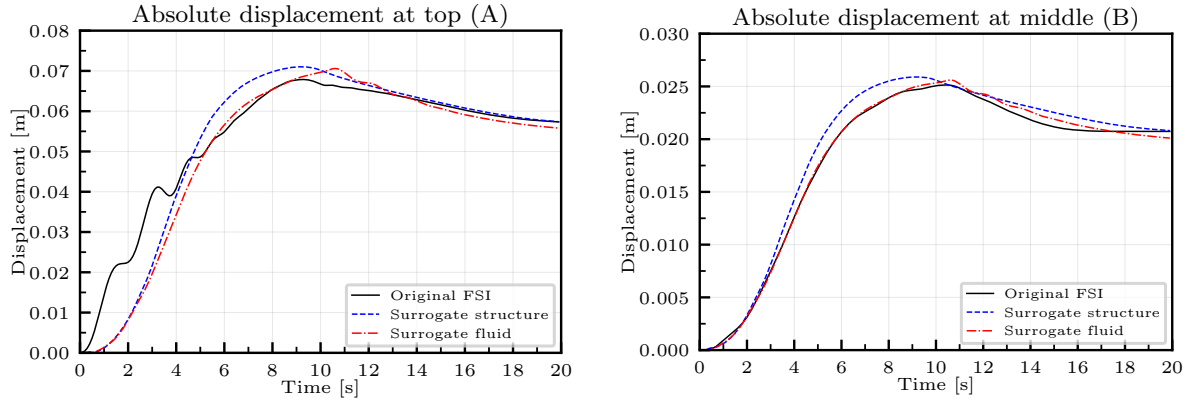 Absolute displacement at top (A)
0.08
0.07
0.06
0.05
0.04
0.03
0.02
0.01
0.00
Displacement [m]
Original FSI
Surrogate structure
Surrogate fluid
0 2 4 6 8 10 12 14 16 18 20
Time [s]
Absolute displacement at middle (B)
0.030
0.025
0.020
0.015
0.010
0.005
0.000
Displacement [m]
Original FSI
Surrogate structure
Surrogate fluid
0 2 4 6 8 10 12 14 16 18 20
Time [s]